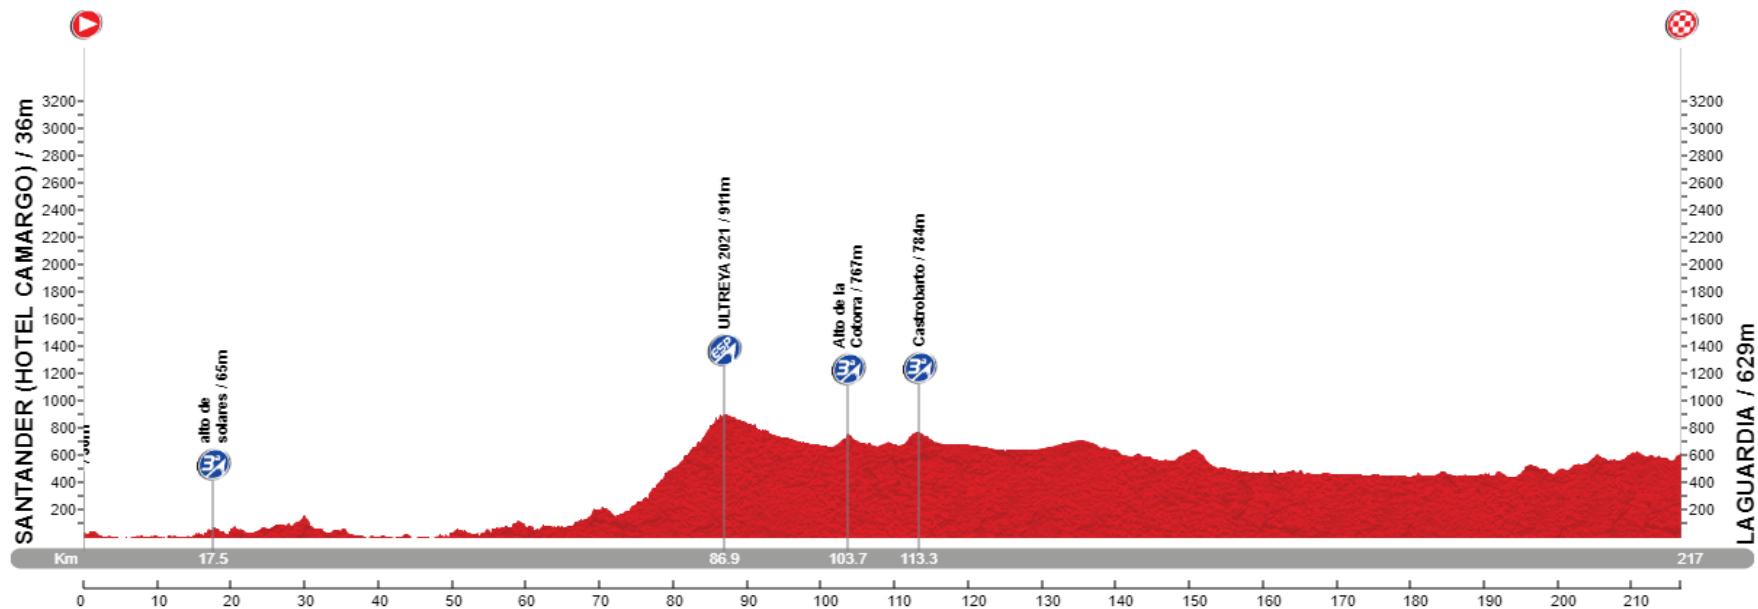 SANTANDER (HOTEL CAMARGO) / 36m
3200
3000
2800
2600
2400
2200
2000
1800
1600
1400
1200
1000
800
600
400
200
alto de
solares / 65m
3ª
ULTREYA 2021 / 911m
ESP
Alto de la
Cotorra / 767m
3ª
Castrobarto / 784m
3ª
3200
3000
2800
2600
2400
2200
2000
1800
1600
1400
1200
1000
800
600
400
200
LAGUARDIA / 629m
Km 17.5 86.9 103.7 113.3 217
0 10 20 30 40 50 60 70 80 90 100 110 120 130 140 150 160 170 180 190 200 210